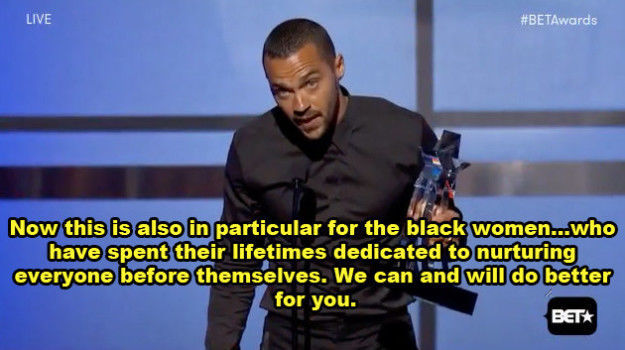 LIVE
#BETAwards
Now this is also in particular for the black women...who
have spent their lifetimes dedicated to nurturing
everyone before themselves. We can and will do better
for you.
BET★